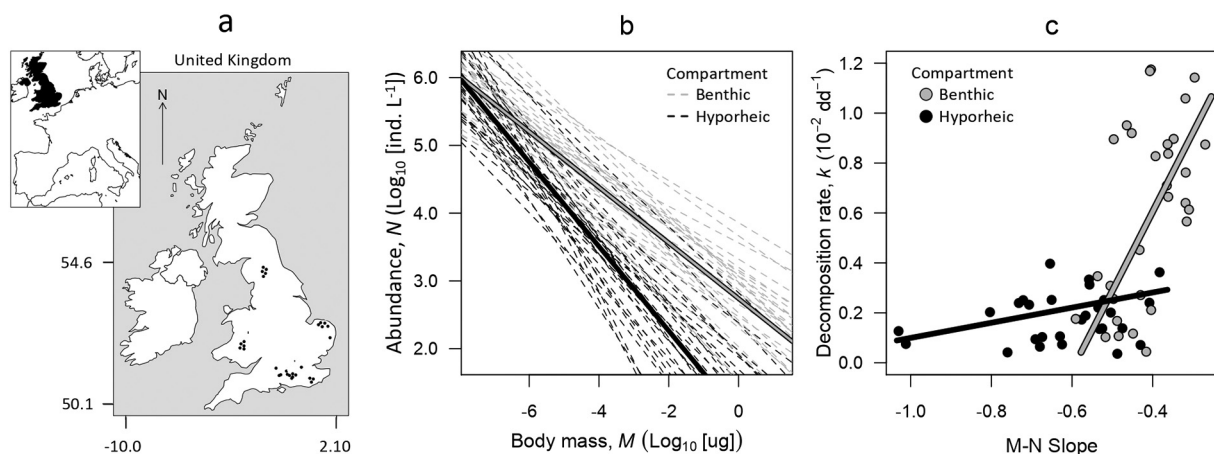 a
United Kingdom
N
54.6
50.1
-10.0
2.10
b
Abundance, N (Log10 [ind. L-1])
6.0
5.0
4.0
3.0
2.0
Compartment
Benthic
Hyporheic
-6
-4
-2
0
Body mass, M (Log10 [ug])
c
Decomposition rate, k (10-2 dd-1)
1.2
1.0
0.8
0.6
0.4
0.2
0.0
Compartment
Benthic
Hyporheic
-1.0
-0.8
-0.6
-0.4
M-N Slope